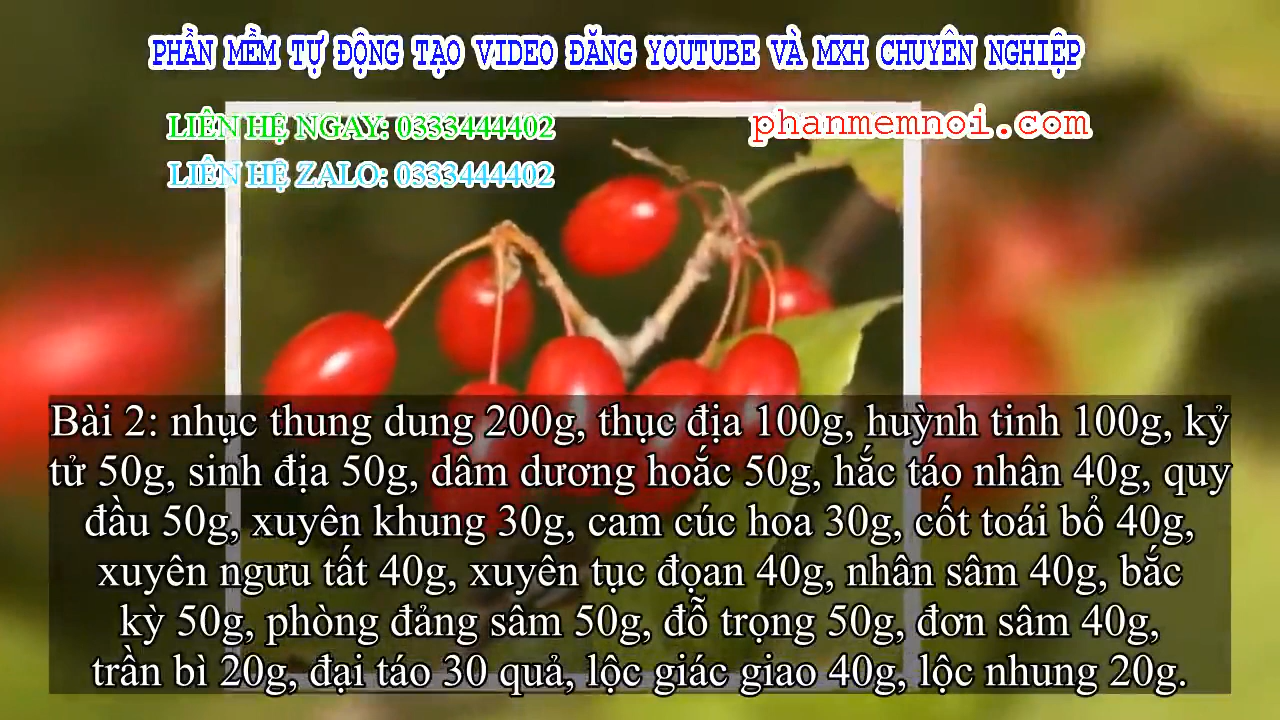 PHẦN MỀM TỰ ĐỘNG TẠO VIDEO ĐĂNG YOUTUBE VÀ MXH CHUYÊN NGHIỆP
LIÊN HỆ NGAY: 0333444402
phanmemnoi.com
LIÊN HỆ ZALO: 0333444402
Bài 2: nhục thung dung 200g, thục địa 100g, huỳnh tinh 100g, kỷ
tử 50g, sinh địa 50g, dâm dương hoắc 50g, hắc táo nhân 40g, quy
đầu 50g, xuyên khung 30g, cam cúc hoa 30g, cốt toái bổ 40g,
xuyên ngưu tất 40g, xuyên tục đọan 40g, nhân sâm 40g, bắc
kỳ 50g, phòng đảng sâm 50g, đỗ trọng 50g, đơn sâm 40g,
trần bì 20g, đại táo 30 quả, lộc giác giao 40g, lộc nhung 20g.